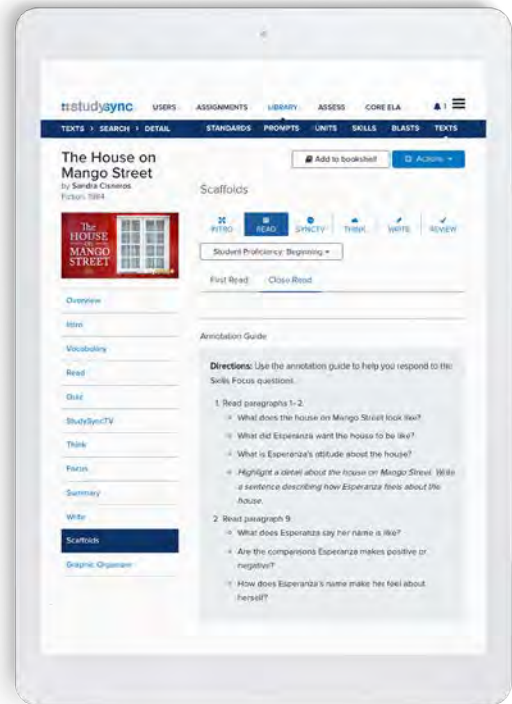 studysync USERS ASSIGNMENTS LIBRARY ASSESS CORE ELA 1
TEXTS > SEARCH > DETAIL STANDARDS PROMPTS UNITS SKILLS BLASTS TEXTS
The House on
Mango Street
by Sandra Cisneros
Fiction, 1984
The
HOUSE
ON
MANGO
STREET
Overview
Intro
Vocabulary
Read
Quiz
StudySyncTV
Think
Focus
Summary
Write
Scaffolds
Graphic Organizer
Add to bookshelf Actions
Scaffolds
INTRO READ SYNCTV THINK WRITE REVIEW
Student Proficiency: Beginning
First Read Close Read
Annotation Guide
Directions: Use the annotation guide to help you respond to the
Skills Focus questions.
1. Read paragraphs 1–2.
What does the house on Mango Street look like?
What did Esperanza want the house to be like?
What is Esperanza's attitude about the house?
Highlight a detail about the house on Mango Street. Write
a sentence describing how Esperanza feels about the
house.
2. Read paragraph 9.
What does Esperanza say her name is like?
Are the comparisons Esperanza makes positive or
negative?
How does Esperanza's name make her feel about
herself?